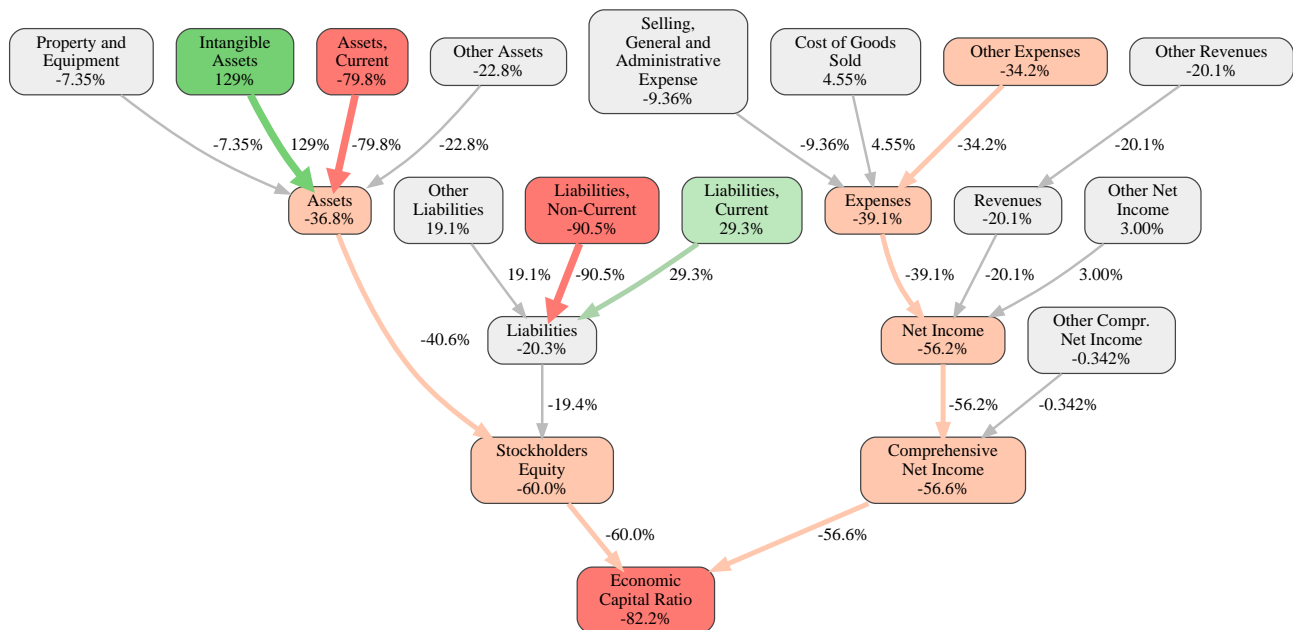 Property and
Equipment
-7.35%
Intangible
Assets
129%
Assets,
Current
-79.8%
Other Assets
-22.8%
Selling,
General and
Administrative
Expense
-9.36%
Cost of Goods
Sold
4.55%
Other Expenses
-34.2%
Other Revenues
-20.1%
-7.35%
129%
-79.8%
-22.8%
-9.36%
4.55%
-34.2%
-20.1%
Assets
-36.8%
Other
Liabilities
19.1%
Liabilities,
Non-Current
-90.5%
Liabilities,
Current
29.3%
Expenses
-39.1%
Revenues
-20.1%
Other Net
Income
3.00%
19.1%
-90.5%
29.3%
-39.1%
-20.1%
3.00%
-40.6%
Liabilities
-20.3%
Net Income
-56.2%
Other Compr.
Net Income
-0.342%
-19.4%
-56.2%
-0.342%
Stockholders
Equity
-60.0%
Comprehensive
Net Income
-56.6%
-60.0%
-56.6%
Economic
Capital Ratio
-82.2%